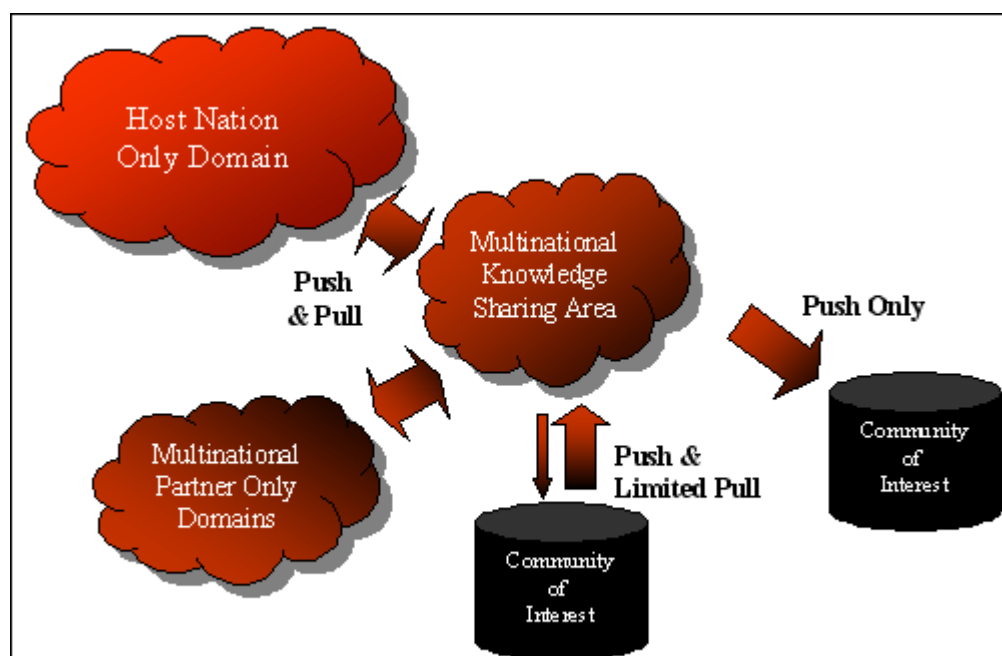 Host Nation
Only Domain
Multinational
Knowledge
Sharing Area
Push
& Pull
Push Only
Multinational
Partner Only
Domains
Push &
Limited Pull
Community
of
Interest
Community
of
Interest